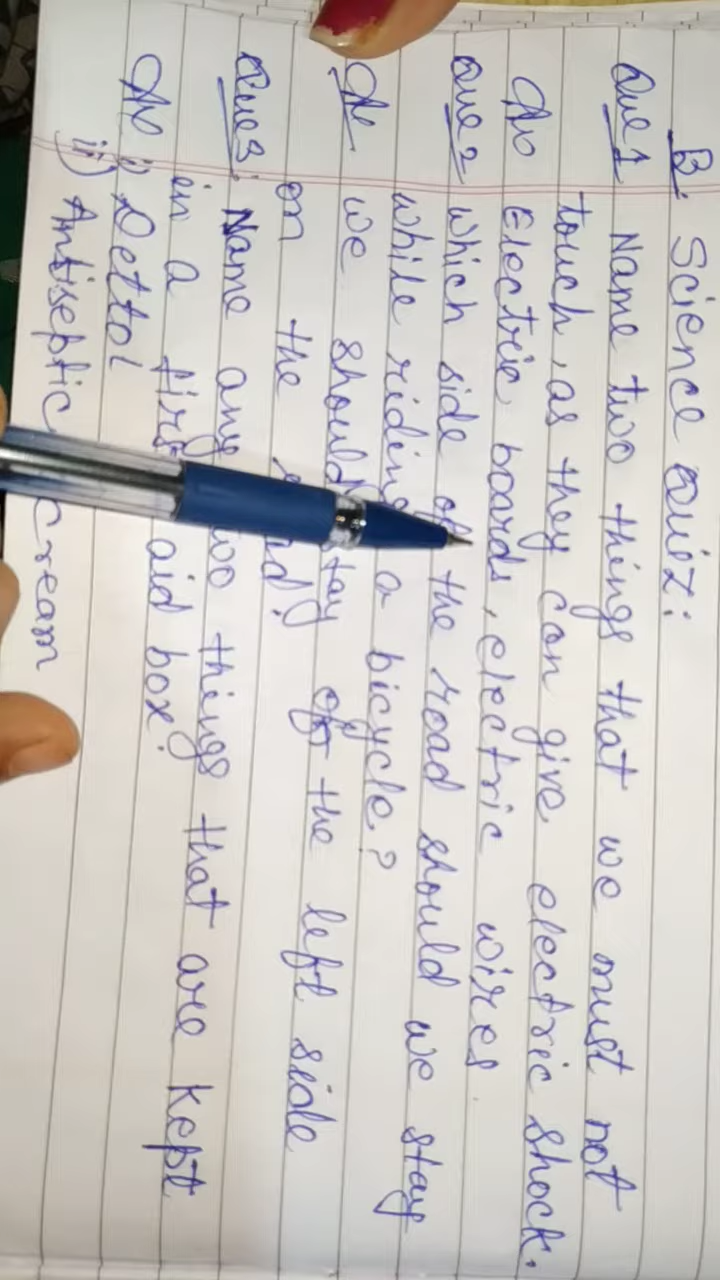 B. Science Quiz:
Que 1 Name two things that we must not
touch, as they can give electric shock.
Ans Electric boards, electric wires.
Que 2 which side of the road should we stay
while riding a bicycle?
Ans we should stay of the left side
on the
Que 3. Name any two things that are kept
in a first aid box.
Ans i) Dettol
ii) Antiseptic cream